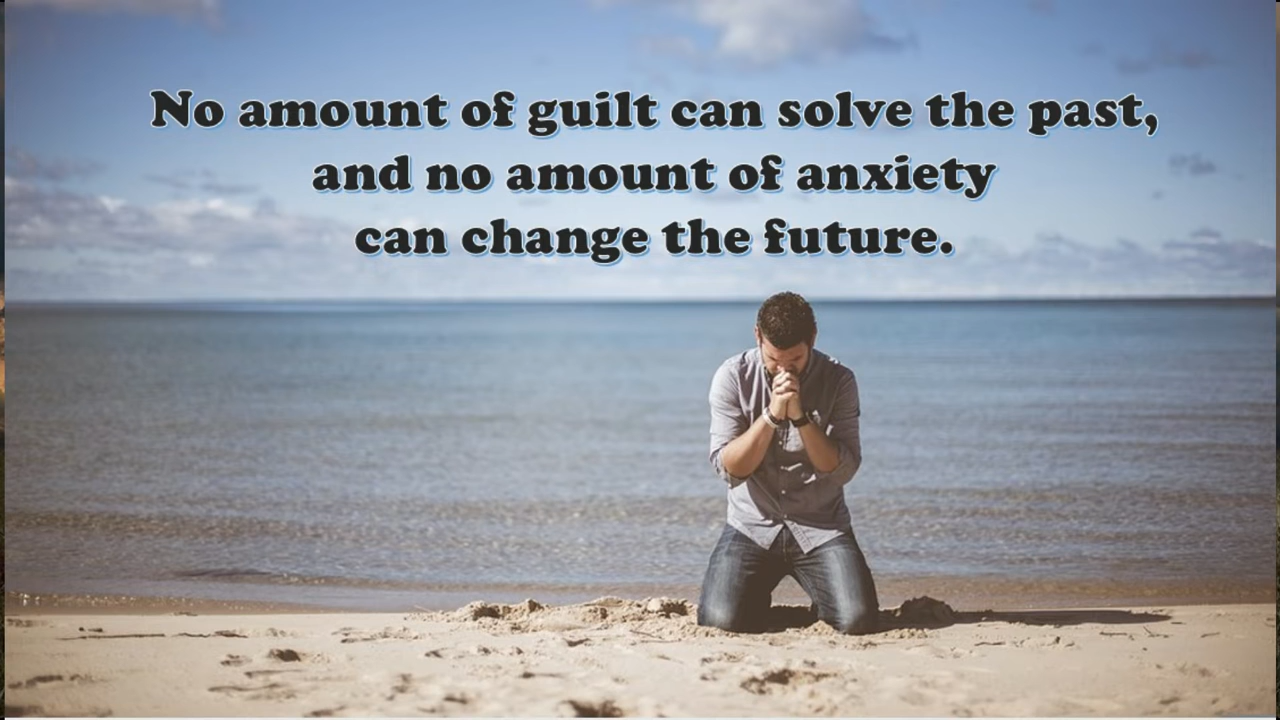 No amount of guilt can solve the past,
and no amount of anxiety
can change the future.